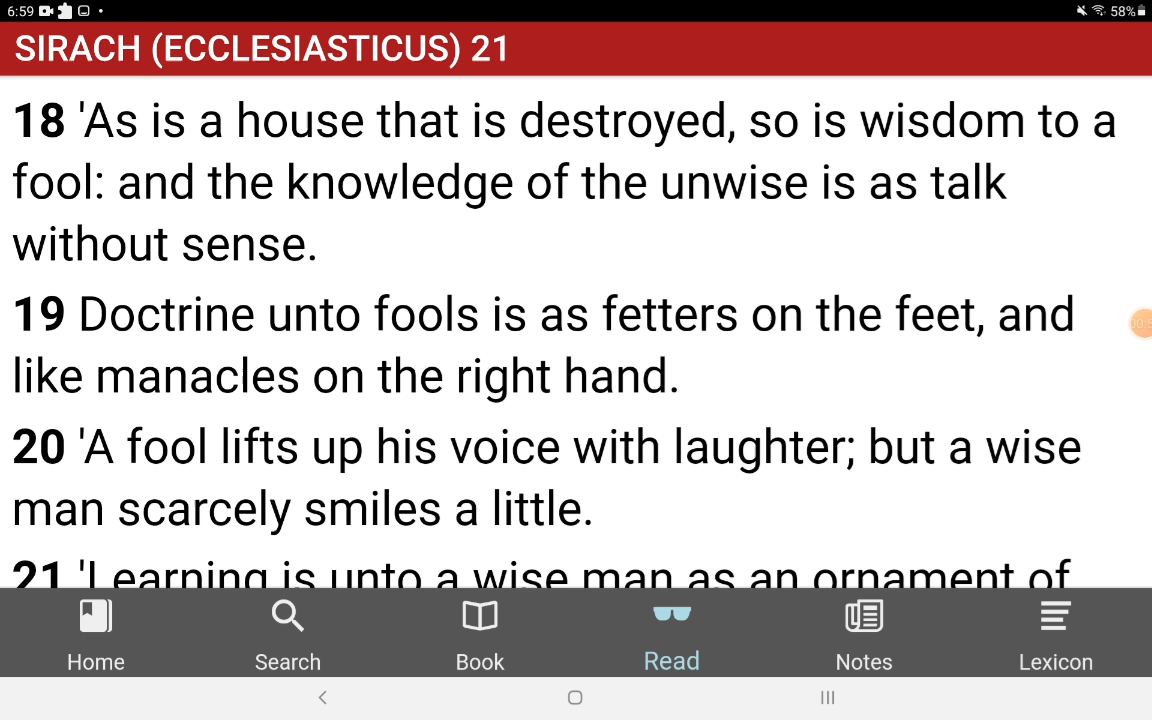 6:59
58%
SIRACH (ECCLESIASTICUS) 21
18 'As is a house that is destroyed, so is wisdom to a
fool: and the knowledge of the unwise is as talk
without sense.
19 Doctrine unto fools is as fetters on the feet, and
like manacles on the right hand.
20 'A fool lifts up his voice with laughter; but a wise
man scarcely smiles a little.
21 'Learning is unto a wise man as an ornament of
Home
Search
Book
Read
Notes
Lexicon